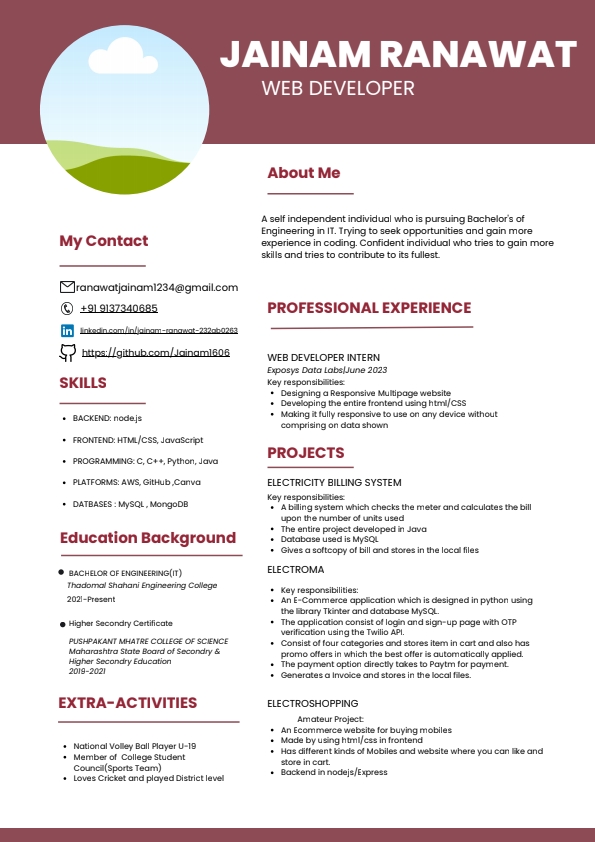 JAINAM RANAWAT
WEB DEVELOPER
My Contact
ranawatjainam1234@gmail.com
+91 9137340685
linkedin.com/in/jainam-ranawat-232ab0263
https://github.com/Jainam1606
SKILLS
• BACKEND: node.js
• FRONTEND: HTML/CSS, JavaScript
• PROGRAMMING: C, C++, Python, Java
• PLATFORMS: AWS, GitHub ,Canva
• DATBASES : MySQL , MongoDB
Education Background
• BACHELOR OF ENGINEERING(IT)
Thadomal Shahani Engineering College
2021-Present
• Higher Secondry Certificate
PUSHPAKANT MHATRE COLLEGE OF SCIENCE
Maharashtra State Board of Secondry &
Higher Secondry Education
2019-2021
EXTRA-ACTIVITIES
• National Volley Ball Player U-19
• Member of College Student
Council(Sports Team)
• Loves Cricket and played District level
About Me
A self independent individual who is pursuing Bachelor's of
Engineering in IT. Trying to seek opportunities and gain more
experience in coding. Confident individual who tries to gain more
skills and tries to contribute to its fullest.
PROFESSIONAL EXPERIENCE
WEB DEVELOPER INTERN
Exposys Data Labs|June 2023
Key responsibilities:
• Designing a Responsive Multipage website
• Developing the entire frontend using html/CSS
• Making it fully responsive to use on any device without
comprising on data shown
PROJECTS
ELECTRICITY BILLING SYSTEM
Key responsibilities:
• A billing system which checks the meter and calculates the bill
upon the number of units used
• The entire project developed in Java
• Database used is MySQL
• Gives a softcopy of bill and stores in the local files
ELECTROMA
• Key responsibilities:
• An E-Commerce application which is designed in python using
the library Tkinter and database MySQL.
• The application consist of login and sign-up page with OTP
verification using the Twilio API.
• Consist of four categories and stores item in cart and also has
promo offers in which the best offer is automatically applied.
• The payment option directly takes to Paytm for payment.
• Generates a Invoice and stores in the local files.
ELECTROSHOPPING
Amateur Project:
• An Ecommerce website for buying mobiles
• Made by using html/css in frontend
• Has different kinds of Mobiles and website where you can like and
store in cart.
• Backend in nodejs/Express